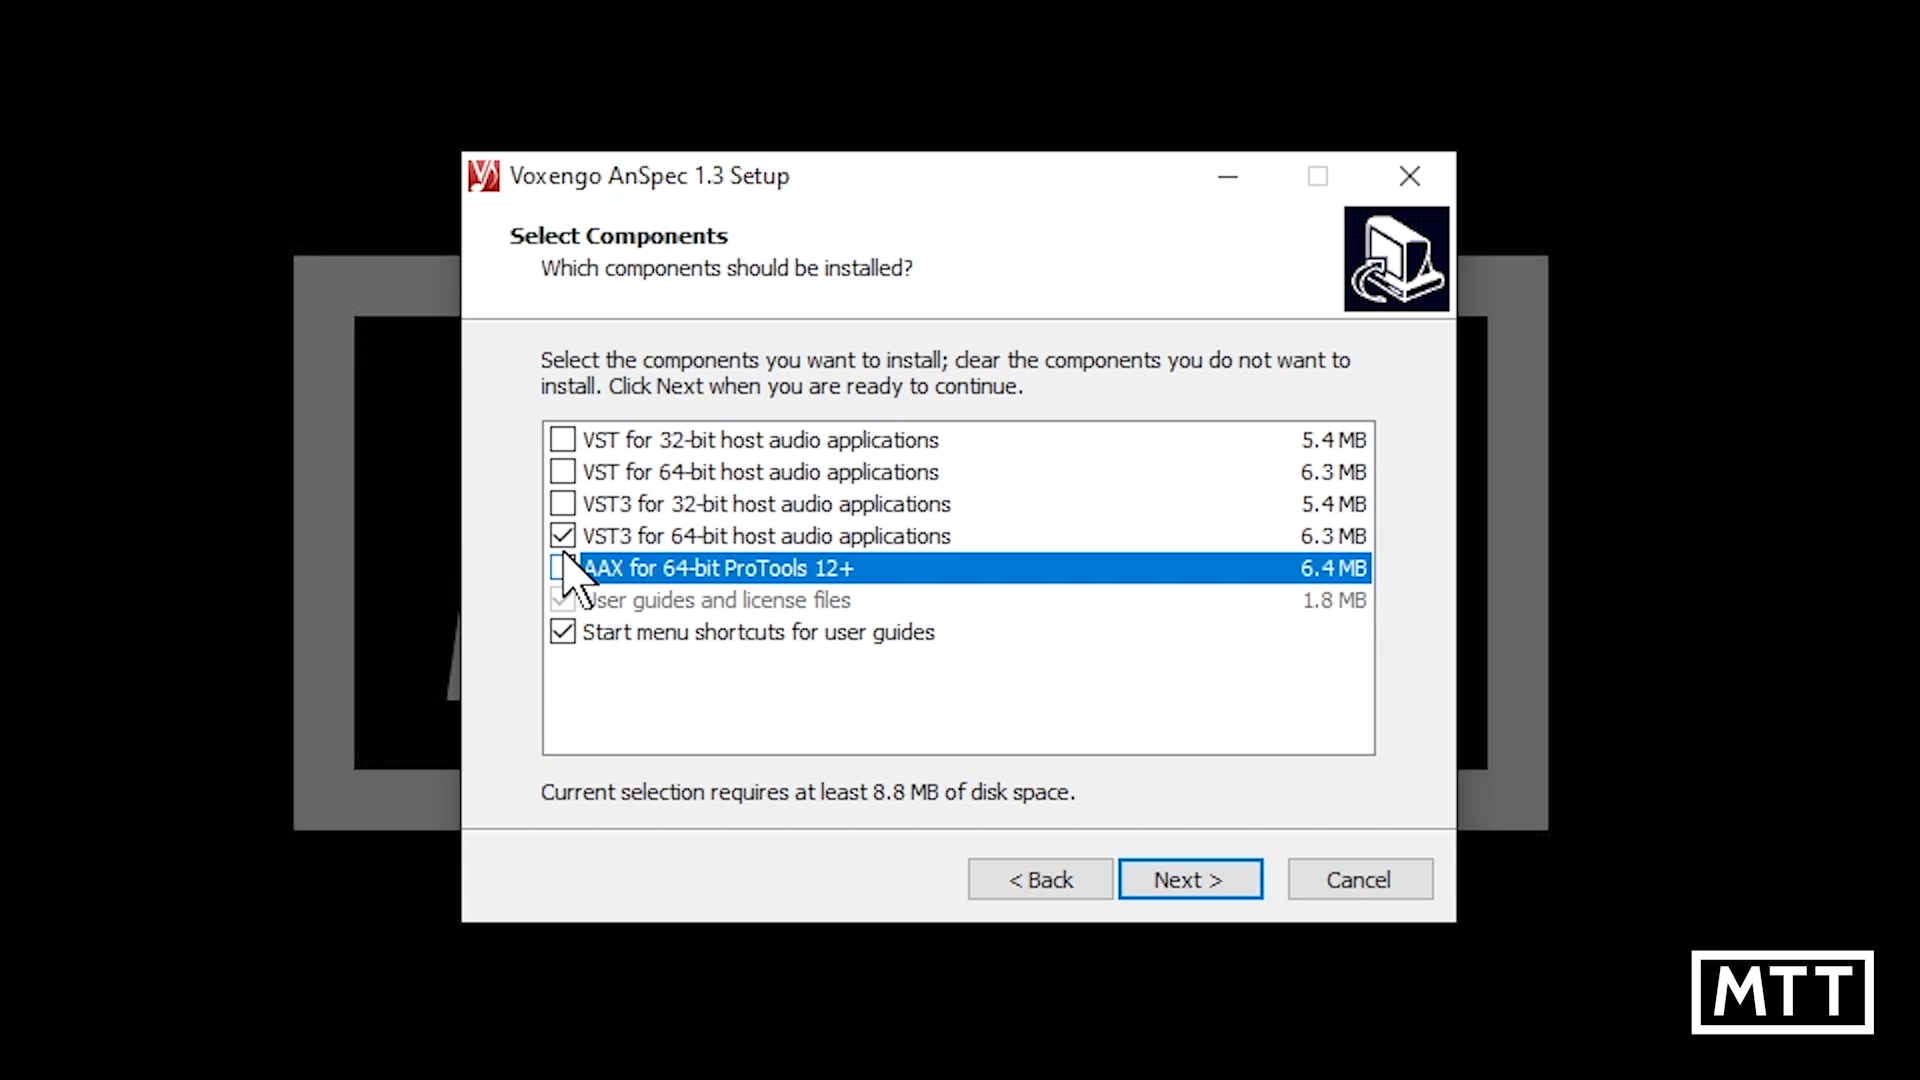 Voxengo AnSpec 1.3 Setup
Select Components
Which components should be installed?
Select the components you want to install; clear the components you do not want to
install. Click Next when you are ready to continue.
VST for 32-bit host audio applications 5.4 MB
VST for 64-bit host audio applications 6.3 MB
VST3 for 32-bit host audio applications 5.4 MB
VST3 for 64-bit host audio applications 6.3 MB
AAX for 64-bit ProTools 12+ 6.4 MB
User guides and license files 1.8 MB
Start menu shortcuts for user guides
Current selection requires at least 8.8 MB of disk space.
< Back Next > Cancel
MTT